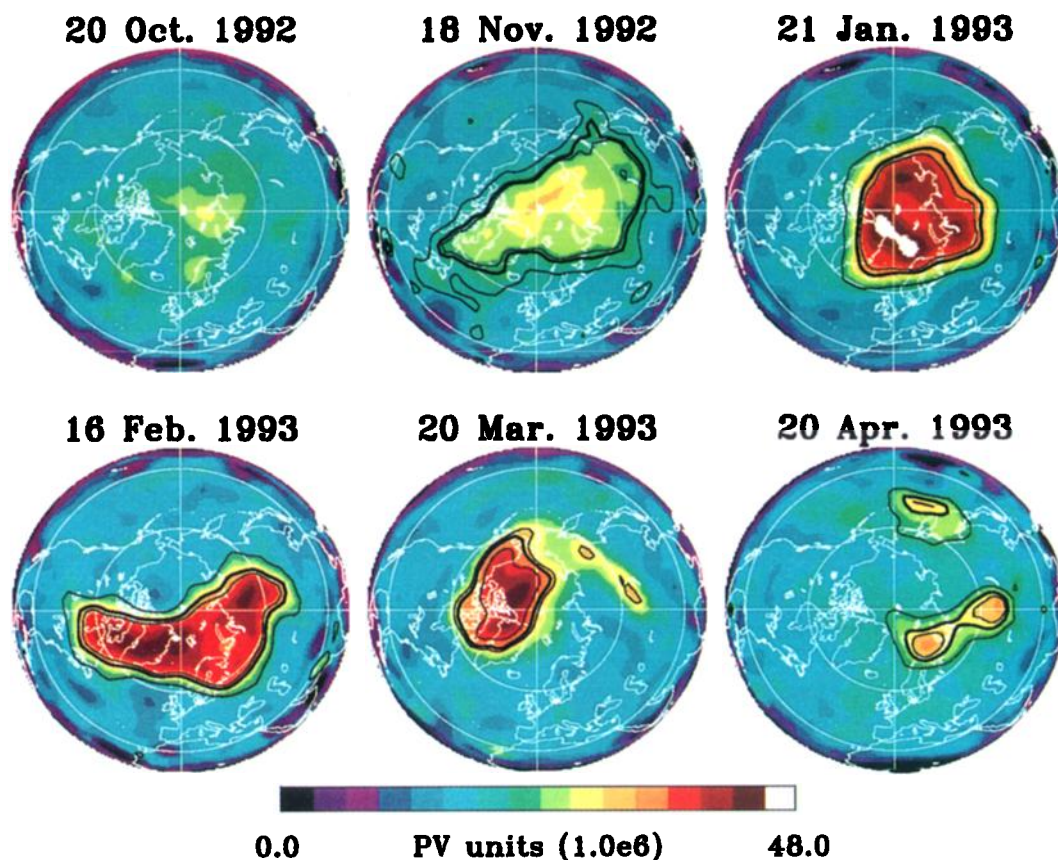 20 Oct. 1992
18 Nov. 1992
21 Jan. 1993
16 Feb. 1993
20 Mar. 1993
20 Apr. 1993
0.0 PV units (1.0e6) 48.0